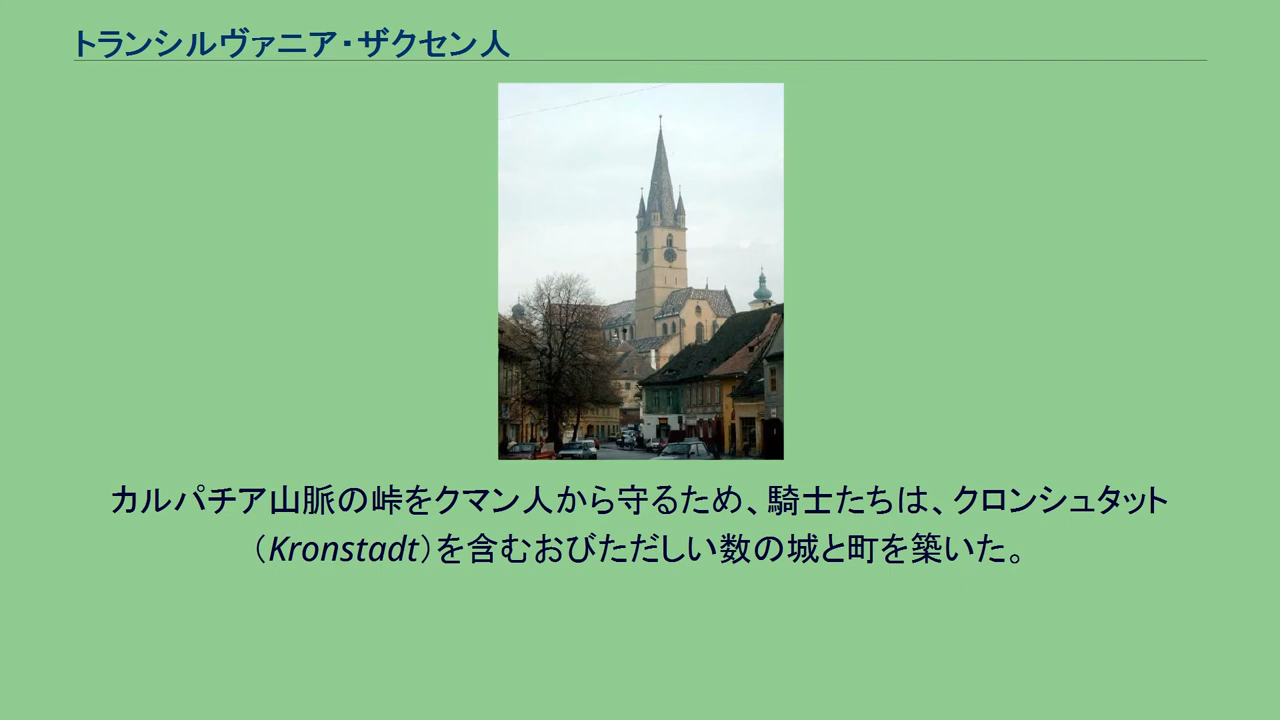 トランシルヴァニア・ザクセン人
カルパチア山脈の峠をクマン人から守るため、騎士たちは、クロンシュタット
（Kronstadt）を含むおびただしい数の城と町を築いた。